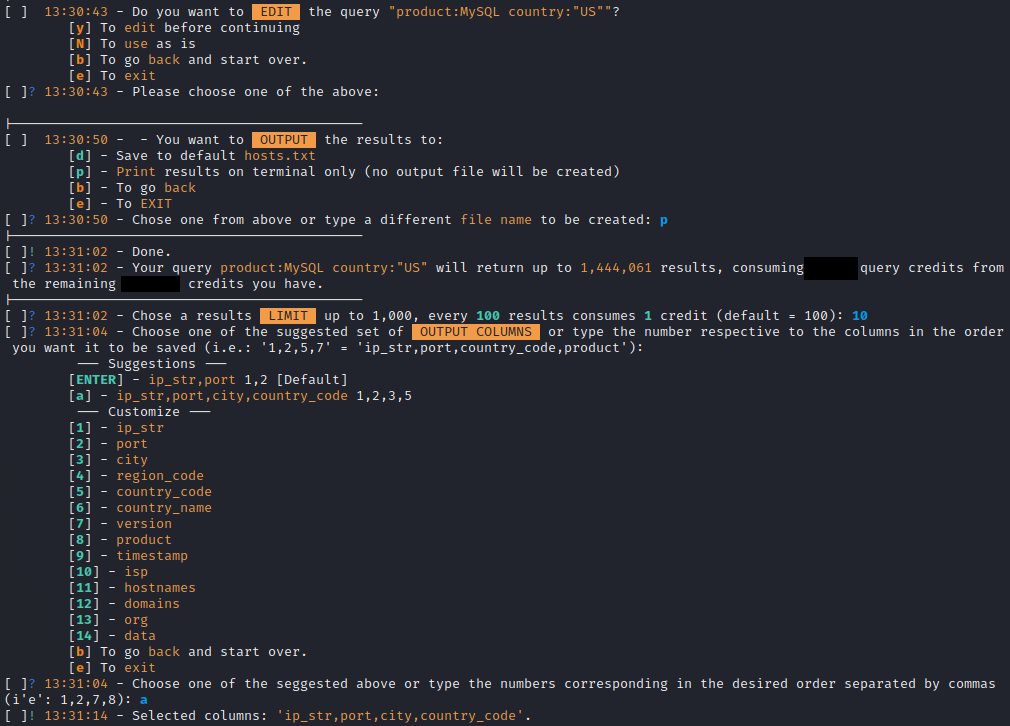 [ ]  13:30:43 - Do you want to EDIT the query "product:MySQL country:"US""?
[y] To edit before continuing
[N] To use as is
[b] To go back and start over.
[e] To exit
[ ]? 13:30:43 - Please choose one of the above:
[ ]  13:30:50 -  - You want to OUTPUT the results to:
[d] - Save to default hosts.txt
[p] - Print results on terminal only (no output file will be created)
[b] - To go back
[e] - To EXIT
[ ]? 13:30:50 - Chose one from above or type a different file name to be created: p
[ ]! 13:31:02 - Done.
[ ]? 13:31:02 - Your query product:MySQL country:"US" will return up to 1,444,061 results, consuming query credits from
the remaining credits you have.
[ ]? 13:31:02 - Chose a results LIMIT up to 1,000, every 100 results consumes 1 credit (default = 100): 10
[ ]? 13:31:04 - Choose one of the suggested set of OUTPUT COLUMNS or type the number respective to the columns in the order
you want it to be saved (i.e.: '1,2,5,7' = 'ip_str,port,country_code,product'):
—— Suggestions ——
[ENTER] - ip_str,port 1,2 [Default]
[a] - ip_str,port,city,country_code 1,2,3,5
—— Customize ——
[1] - ip_str
[2] - port
[3] - city
[4] - region_code
[5] - country_code
[6] - country_name
[7] - version
[8] - product
[9] - timestamp
[10] - isp
[11] - hostnames
[12] - domains
[13] - org
[14] - data
[b] To go back and start over.
[e] To exit
[ ]? 13:31:04 - Choose one of the seggested above or type the numbers corresponding in the desired order separated by commas
(i'e': 1,2,7,8): a
[ ]! 13:31:14 - Selected columns: 'ip_str,port,city,country_code'.